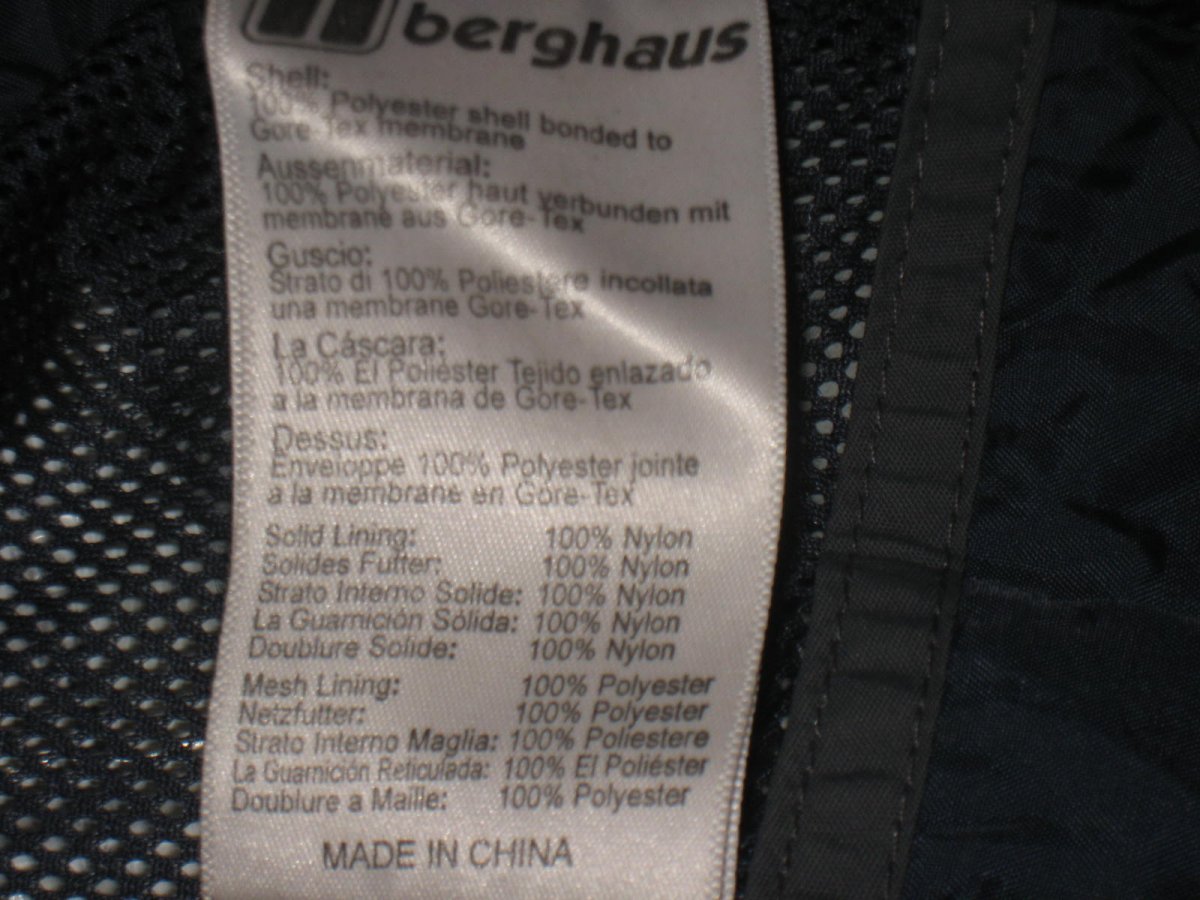 berghaus
Shell:
100% Polyester shell bonded to
Gore-Tex membrane
Aussenmaterial:
100% Polyester haut verbunden mit
membrane aus Gore-Tex
Guscio:
Strato di 100% Poliestere incollata
una membrane Gore-Tex
La Cáscara:
100% El Poliéster Tejido enlazado
a la membrana de Gore-Tex
Dessus:
Enveloppe 100% Polyester jointe
a la membrane en Gore-Tex
Solid Lining: 100% Nylon
Solides Futter: 100% Nylon
Strato Interno Solide: 100% Nylon
La Guarnición Sólida: 100% Nylon
Doublure Solide: 100% Nylon
Mesh Lining: 100% Polyester
Netzfutter: 100% Polyester
Strato Interno Maglia: 100% Poliestere
La Guarnición Reticulada: 100% El Poliéster
Doublure a Maille: 100% Polyester
MADE IN CHINA